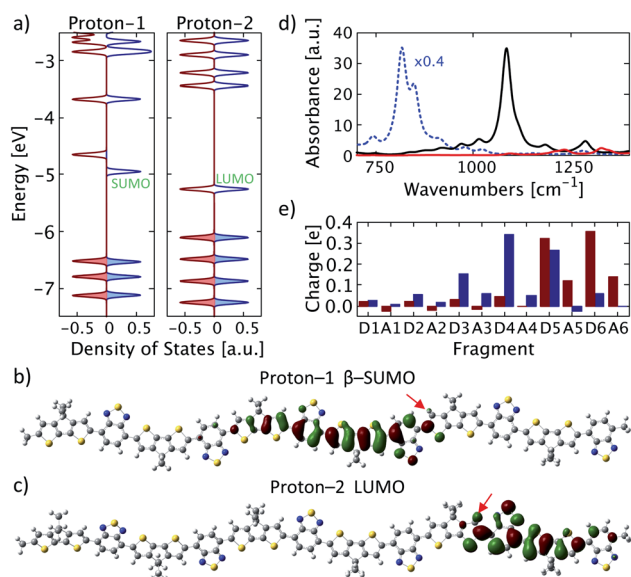 a) Proton-1 Proton-2
-3
-4
-5
-6
-7
Energy [eV]
SUMO
LUMO
-0.5 0 0.5 -0.5 0 0.5
Density of States [a.u.]
d)
40
30
20
10
0
Absorbance [a.u.]
x0.4
750 1000 1250
Wavenumbers [cm⁻¹]
e)
0.4
0.3
0.2
0.1
0.0
Charge [e]
D1 A1 D2 A2 D3 A3 D4 A4 D5 A5 D6 A6
Fragment
b) Proton-1 β-SUMO
c) Proton-2 LUMO